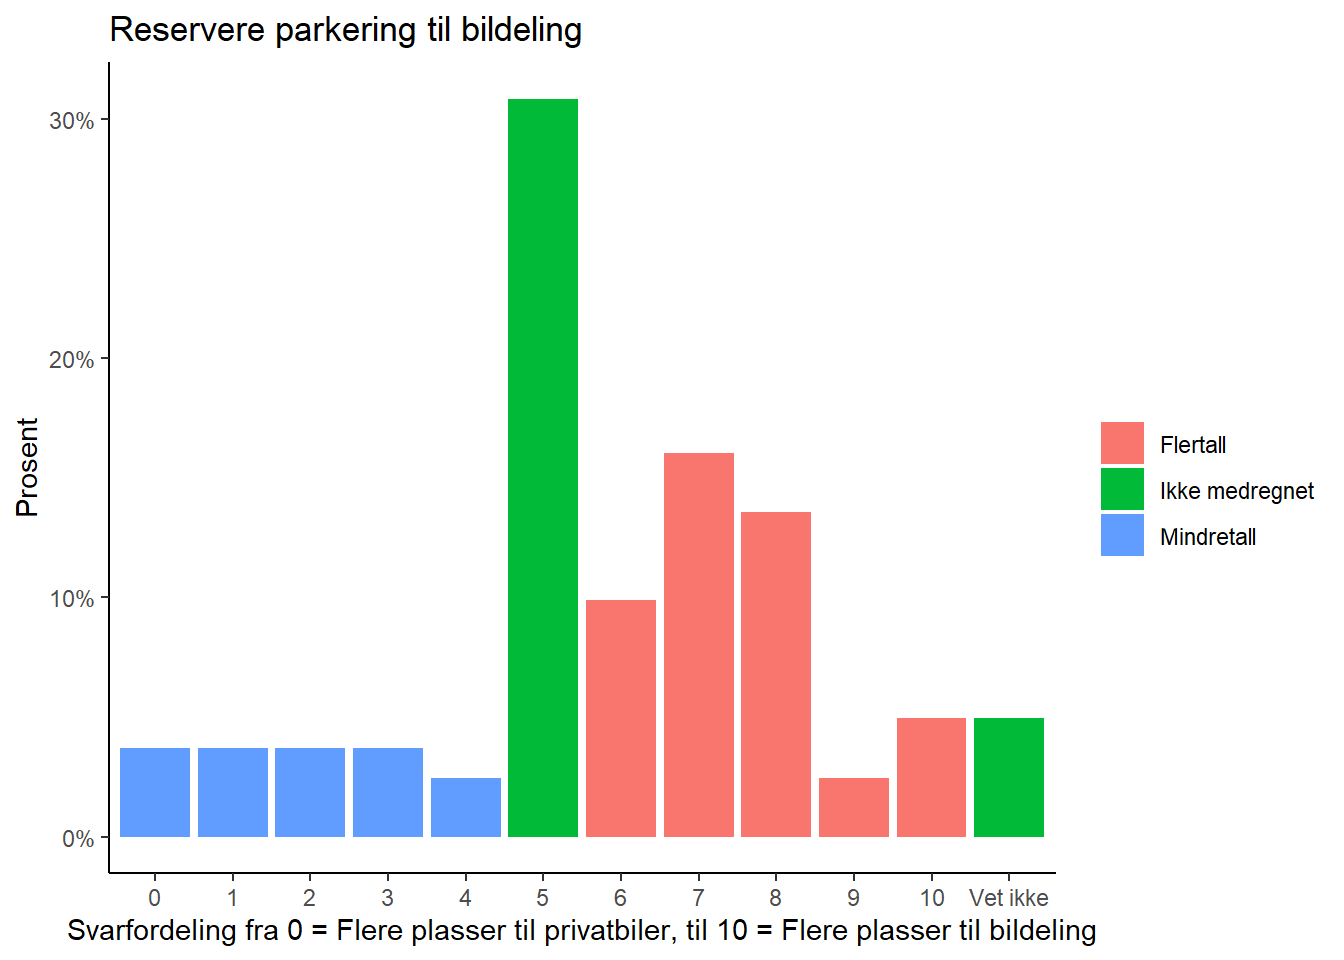 Reservere parkering til bildeling
30%
20%
10%
0%
Prosent
0 1 2 3 4 5 6 7 8 9 10 Vet ikke
Svarfordeling fra 0 = Flere plasser til privatbiler, til 10 = Flere plasser til bildeling
Flertall
Ikke medregnet
Mindretall